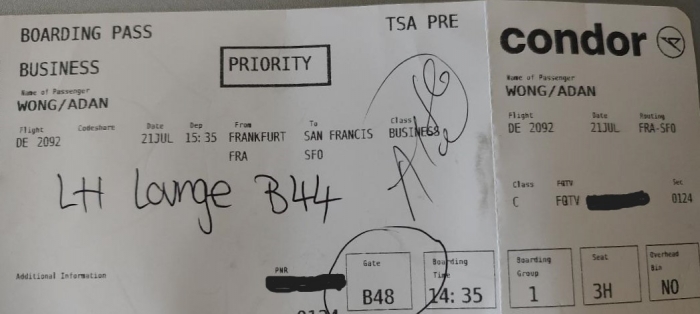 BOARDING PASS
TSA PRE
BUSINESS
PRIORITY
Name of Passenger
WONG/ADAN
Flight Codeshare Date Dep From To Class
DE 2092 21JUL 15:35 FRANKFURT SAN FRANCIS BUSINESS
FRA SFO
LH Lounge B44
Additional Information
PNR
Gate
B48
Boarding Time
14:35
0124
condor
Name of Passenger
WONG/ADAN
Flight Date Routing
DE 2092 21JUL FRA-SFO
Class FQTV Sec
C FQTV 0124
Boarding Group
1
Seat
3H
Overhead Bin
NO